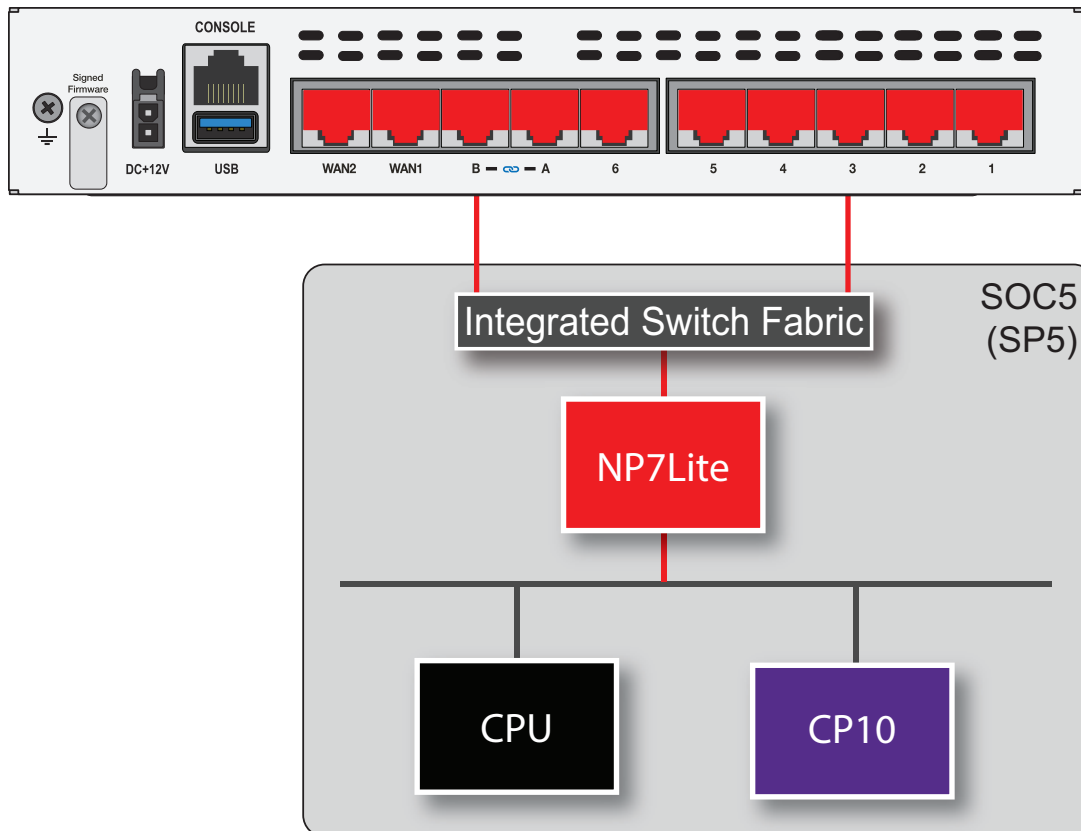 CONSOLE
Signed
Firmware
DC+12V
USB
WAN2 WAN1 B A 6 5 4 3 2 1
SOC5
(SP5)
Integrated Switch Fabric
NP7Lite
CPU
CP10